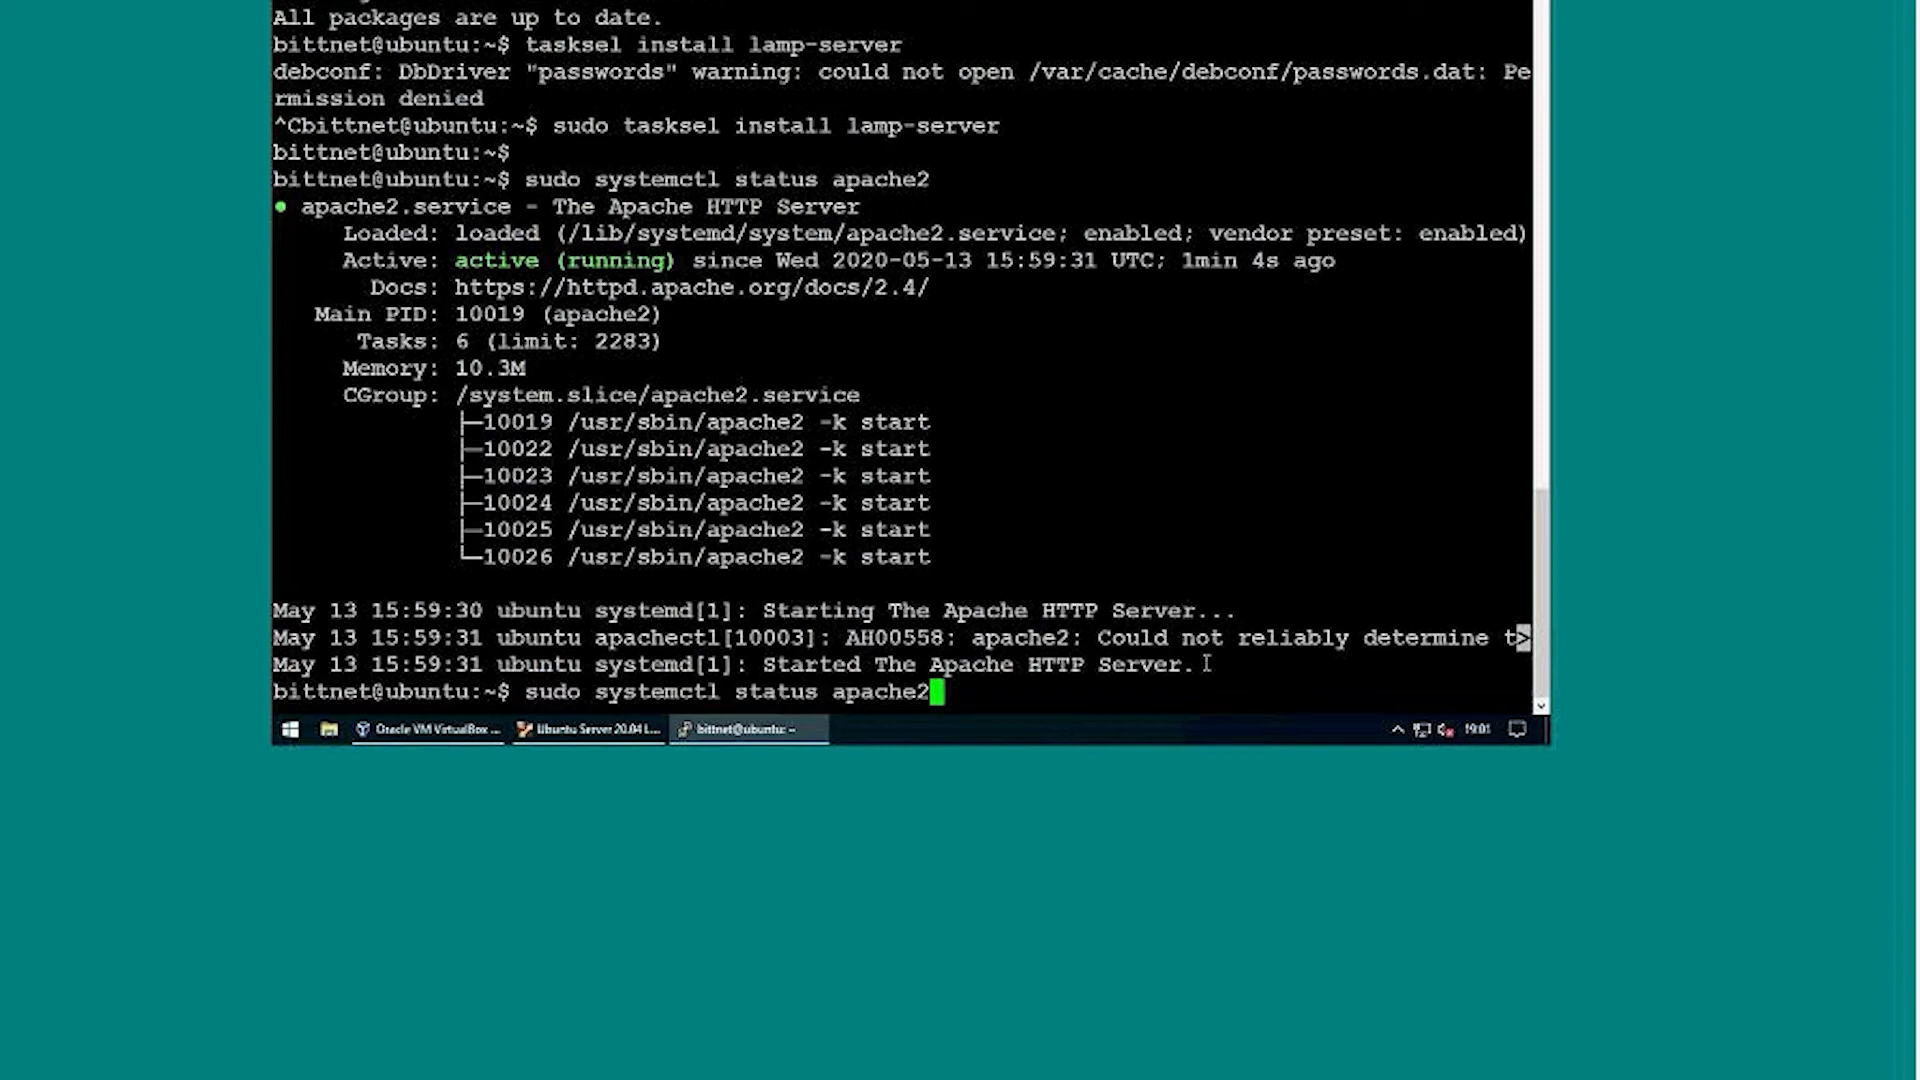 All packages are up to date.
bittnet@ubuntu:~$ tasksel install lamp-server
debconf: DbDriver "passwords" warning: could not open /var/cache/debconf/passwords.dat: Pe
rmission denied
^Cbittnet@ubuntu:~$ sudo tasksel install lamp-server
bittnet@ubuntu:~$
bittnet@ubuntu:~$ sudo systemctl status apache2
● apache2.service - The Apache HTTP Server
Loaded: loaded (/lib/systemd/system/apache2.service; enabled; vendor preset: enabled)
Active: active (running) since Wed 2020-05-13 15:59:31 UTC; 1min 4s ago
Docs: https://httpd.apache.org/docs/2.4/
Main PID: 10019 (apache2)
Tasks: 6 (limit: 2283)
Memory: 10.3M
CGroup: /system.slice/apache2.service
├─10019 /usr/sbin/apache2 -k start
├─10022 /usr/sbin/apache2 -k start
├─10023 /usr/sbin/apache2 -k start
├─10024 /usr/sbin/apache2 -k start
├─10025 /usr/sbin/apache2 -k start
└─10026 /usr/sbin/apache2 -k start
May 13 15:59:30 ubuntu systemd[1]: Starting The Apache HTTP Server...
May 13 15:59:31 ubuntu apachectl[10003]: AH00558: apache2: Could not reliably determine t>
May 13 15:59:31 ubuntu systemd[1]: Started The Apache HTTP Server.
bittnet@ubuntu:~$ sudo systemctl status apache2
Oracle VM VirtualBox ... Ubuntu Server 20.04 L... bittnet@ubuntu: ~ 19:01